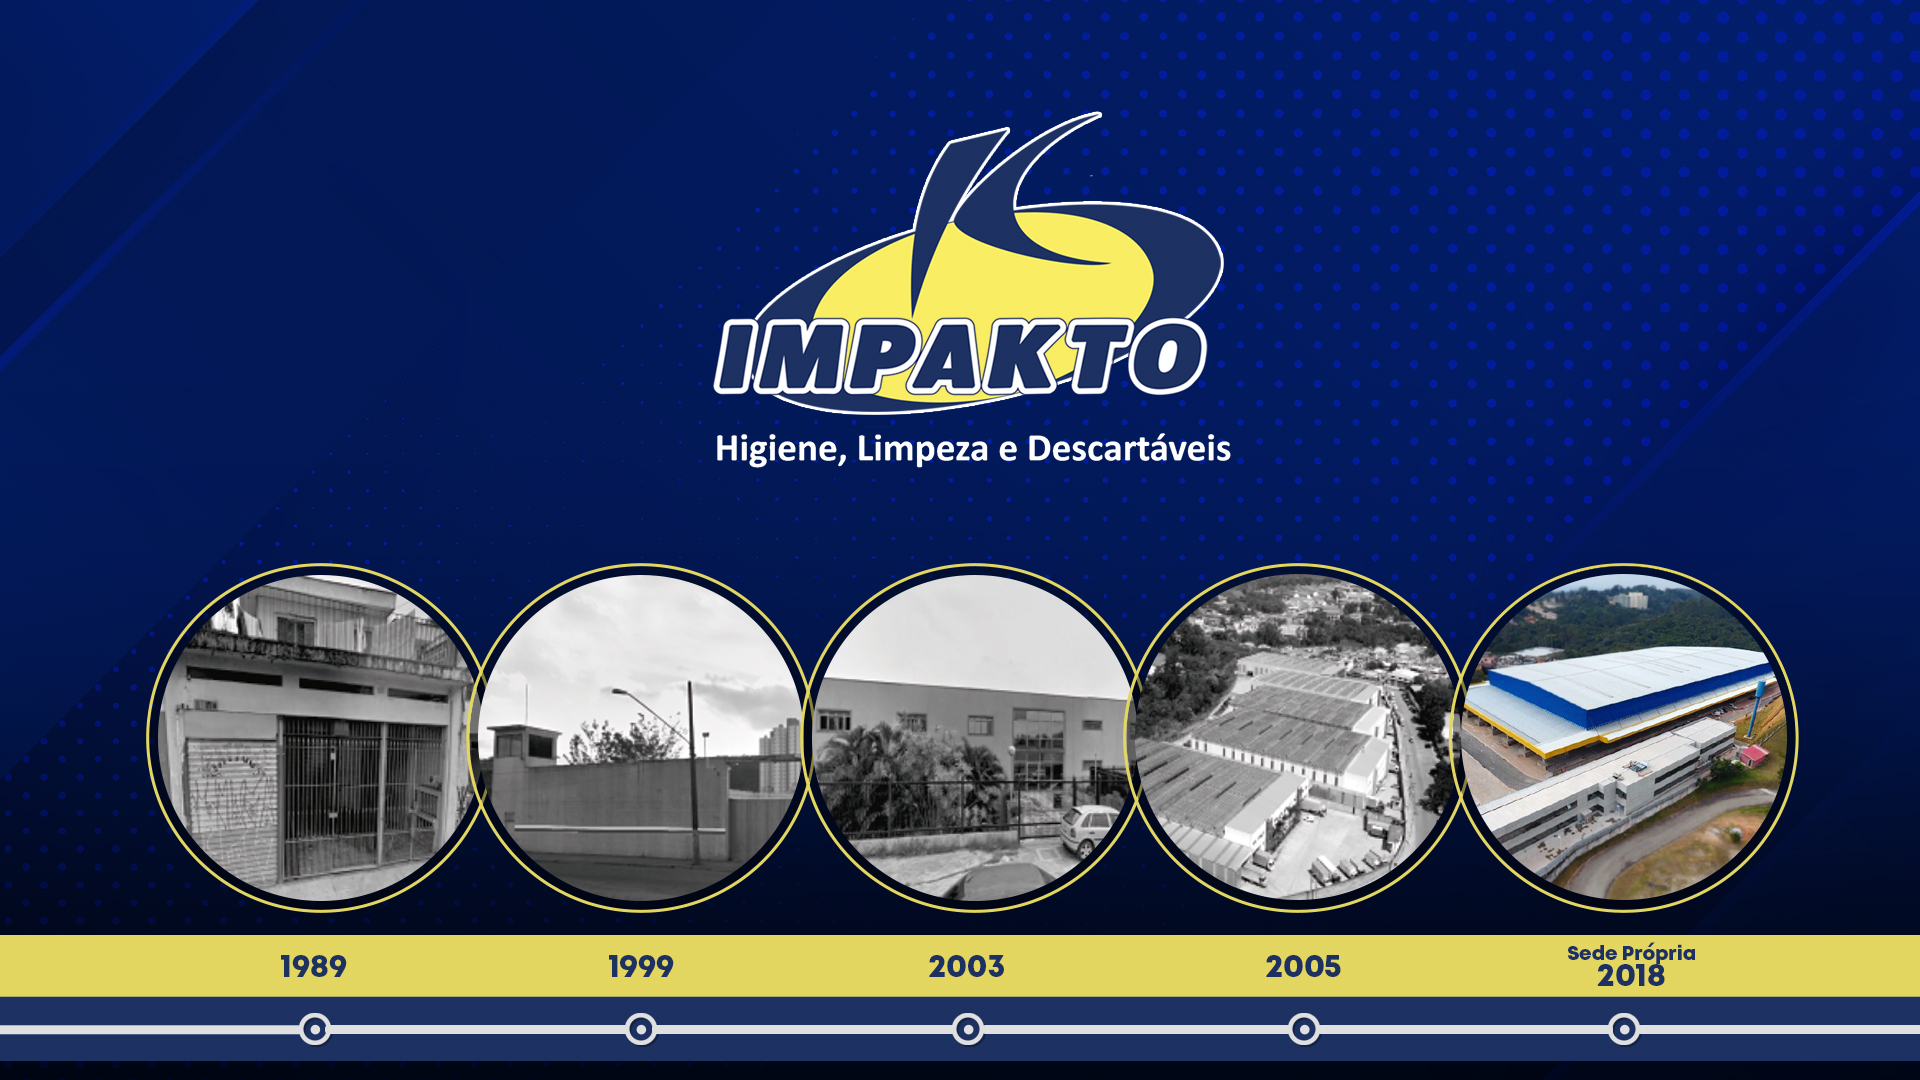 IMPAKTO
Higiene, Limpeza e Descartáveis
1989
1999
2003
2005
Sede Própria
2018